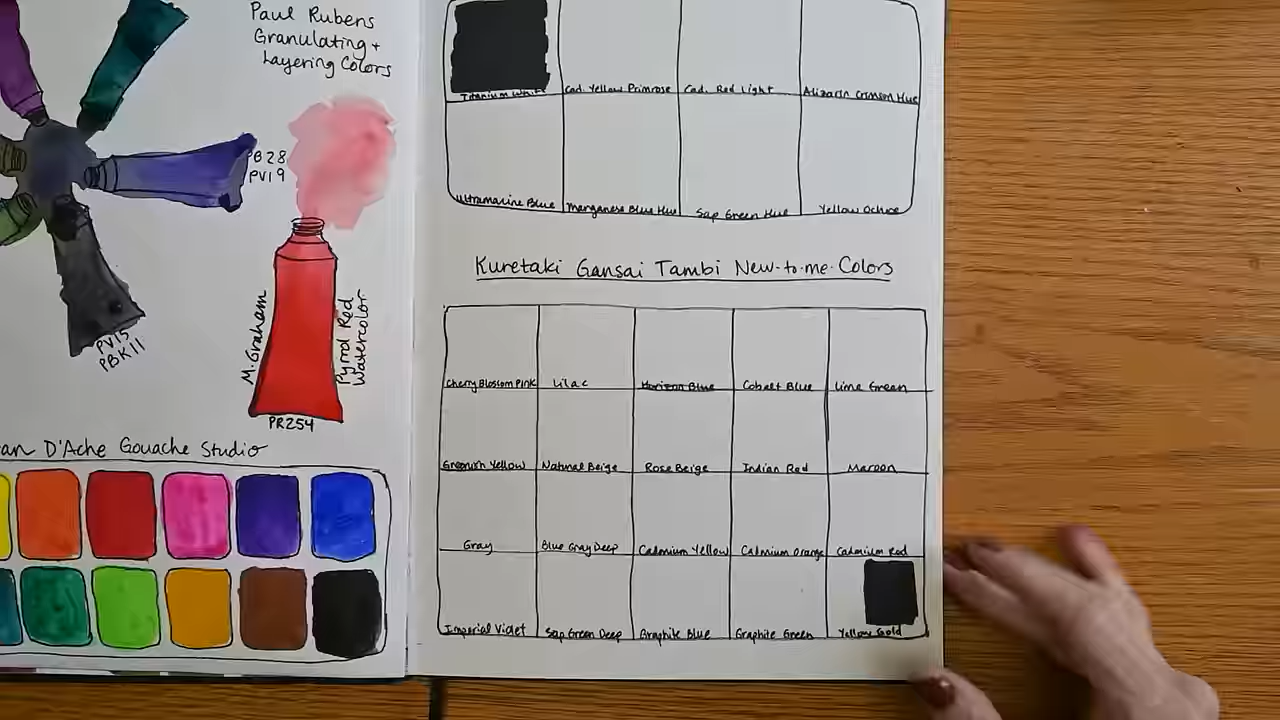 Paul Rubens
Granulating +
Layering Colors
PB28
PV19
PV15
PBK11
M. Graham
Pyrrol Red
Watercolor
PR254
an D'Ache Gouache Studio
Titanium White
Cad. Yellow Primrose
Cad. Red Light
Alizarin Crimson Hue
Ultramarine Blue
Manganese Blue Hue
Sap Green Hue
Yellow Ochre
Kuretaki Gansai Tambi New-to-me-Colors
Cherry Blossom Pink
Lilac
Horizon Blue
Cobalt Blue
Lime Green
Greenish Yellow
Natural Beige
Rose Beige
Indian Red
Maroon
Gray
Blue Gray Deep
Cadmium Yellow
Cadmium Orange
Cadmium Red
Imperial Violet
Sap Green Deep
Graphite Blue
Graphite Green
Yellow Gold